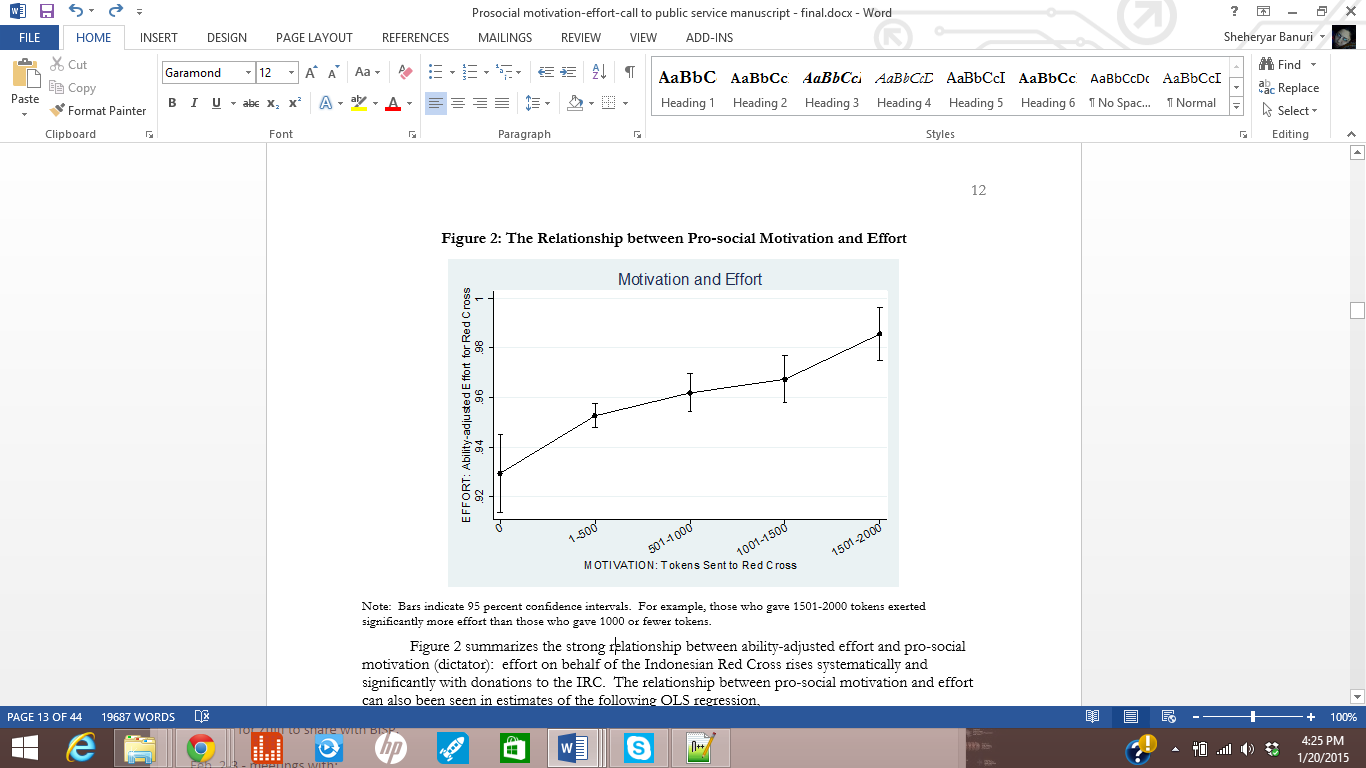 Prosocial motivation-effort-call to public service manuscript - final.docx - Word
FILE HOME INSERT DESIGN PAGE LAYOUT REFERENCES MAILINGS REVIEW VIEW ADD-INS Sheheryar Banuri
Paste
Cut
Copy
Format Painter
Clipboard
Garamond 12
Font
Paragraph
AaBbC AaBbCc AaBbCcI AaBbCcD AaBbCcI AaBbCc AaBbCcDc AaBbCcI
Heading 1 Heading 2 Heading 3 Heading 4 Heading 5 Heading 6 ¶ No Spac... ¶ Normal
Styles
Find
Replace
Select
Editing
12
Figure 2: The Relationship between Pro-social Motivation and Effort
Motivation and Effort
EFFORT: Ability-adjusted Effort for Red Cross
1
.98
.96
.94
.92
0 1-500 501-1000 1001-1500 1501-2000
MOTIVATION: Tokens Sent to Red Cross
Note: Bars indicate 95 percent confidence intervals. For example, those who gave 1501-2000 tokens exerted
significantly more effort than those who gave 1000 or fewer tokens.
Figure 2 summarizes the strong relationship between ability-adjusted effort and pro-social
motivation (dictator): effort on behalf of the Indonesian Red Cross rises systematically and
significantly with donations to the IRC. The relationship between pro-social motivation and effort
can also been seen in estimates of the following OLS regression,
PAGE 13 OF 44 19687 WORDS 100%
4:25 PM
1/20/2015